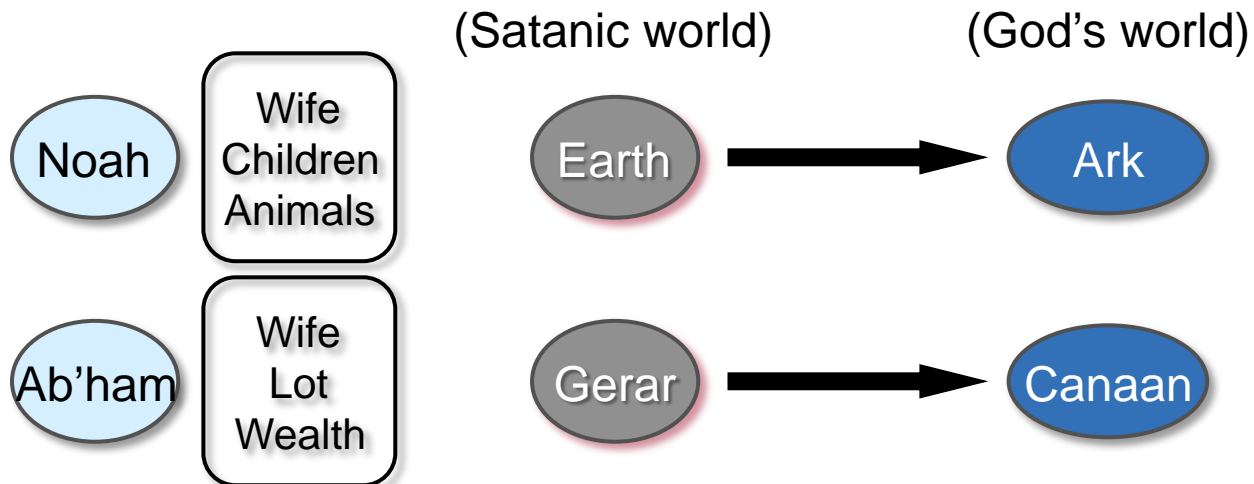 (Satanic world) (God's world)
Noah
Wife
Children
Animals
Earth
Ark
Ab'ham
Wife
Lot
Wealth
Gerar
Canaan